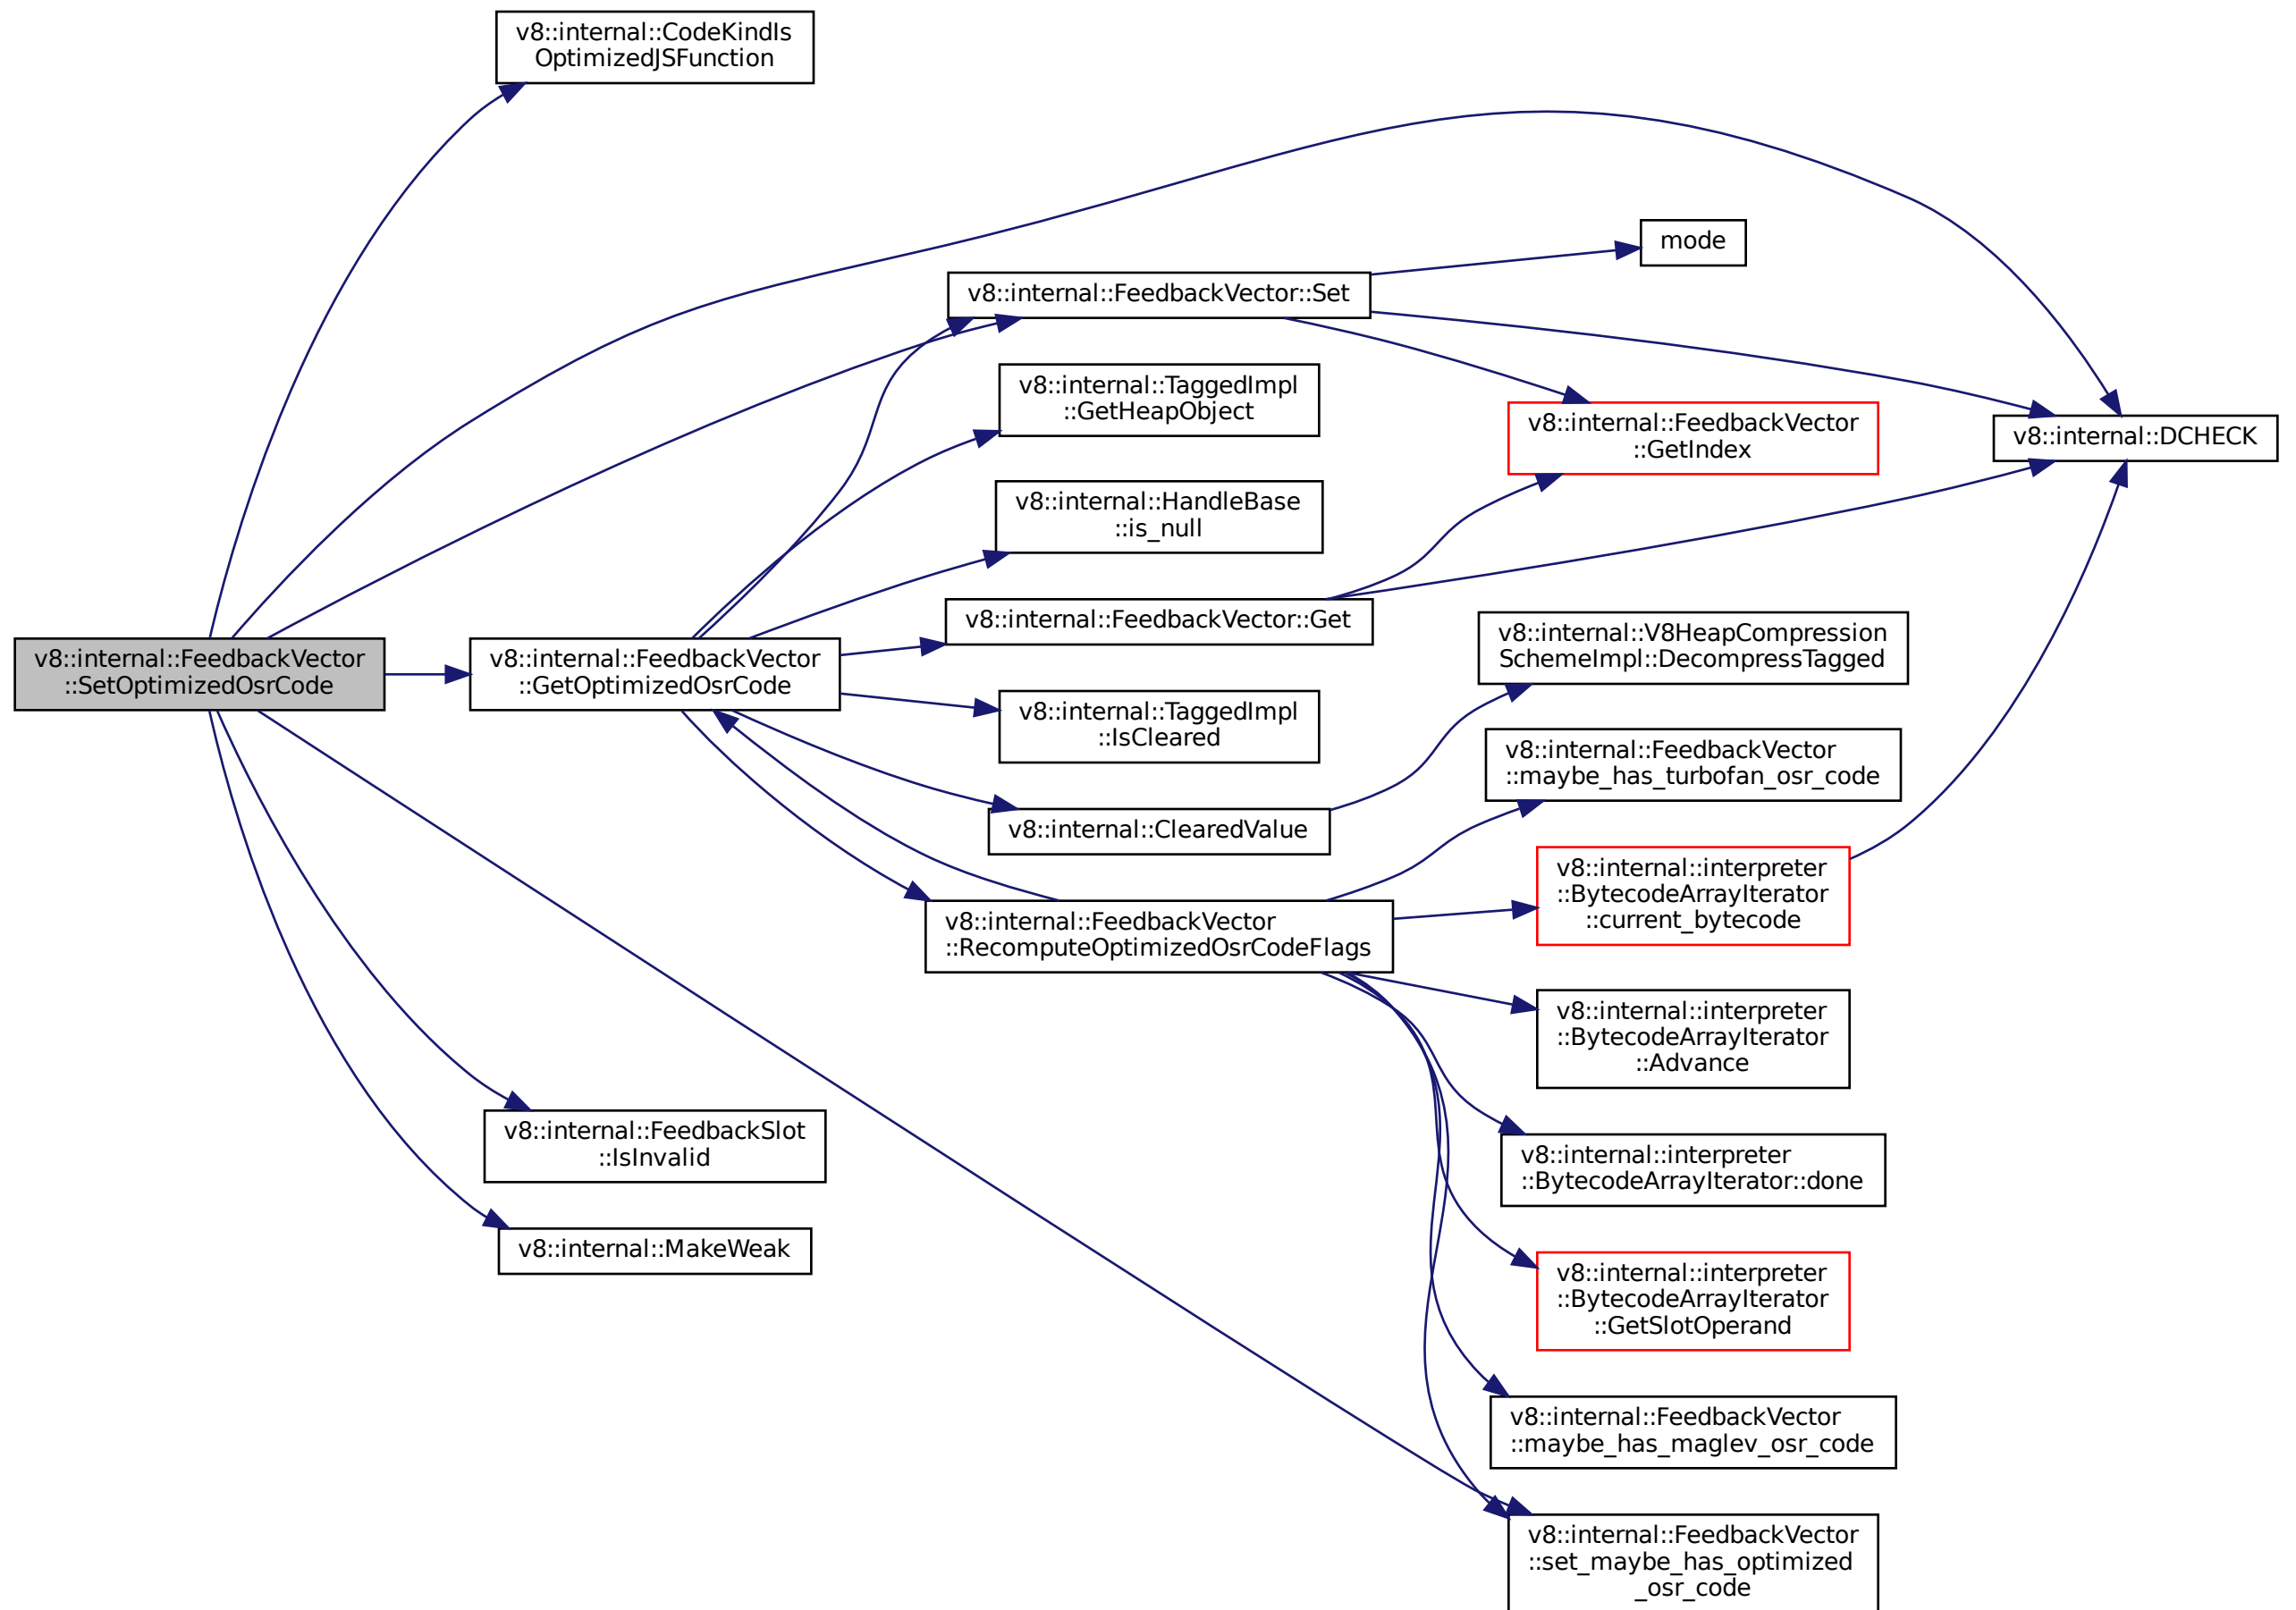 v8::internal::CodeKindIs
OptimizedJSFunction
mode
v8::internal::FeedbackVector::Set
v8::internal::TaggedImpl
::GetHeapObject
v8::internal::FeedbackVector
::GetIndex
v8::internal::DCHECK
v8::internal::HandleBase
::is_null
v8::internal::FeedbackVector::Get
v8::internal::V8HeapCompression
SchemeImpl::DecompressTagged
v8::internal::FeedbackVector
::SetOptimizedOsrCode
v8::internal::FeedbackVector
::GetOptimizedOsrCode
v8::internal::TaggedImpl
::IsCleared
v8::internal::FeedbackVector
::maybe_has_turbofan_osr_code
v8::internal::ClearedValue
v8::internal::interpreter
::BytecodeArrayIterator
::current_bytecode
v8::internal::FeedbackVector
::RecomputeOptimizedOsrCodeFlags
v8::internal::interpreter
::BytecodeArrayIterator
::Advance
v8::internal::FeedbackSlot
::IsInvalid
v8::internal::interpreter
::BytecodeArrayIterator::done
v8::internal::MakeWeak
v8::internal::interpreter
::BytecodeArrayIterator
::GetSlotOperand
v8::internal::FeedbackVector
::maybe_has_maglev_osr_code
v8::internal::FeedbackVector
::set_maybe_has_optimized
_osr_code